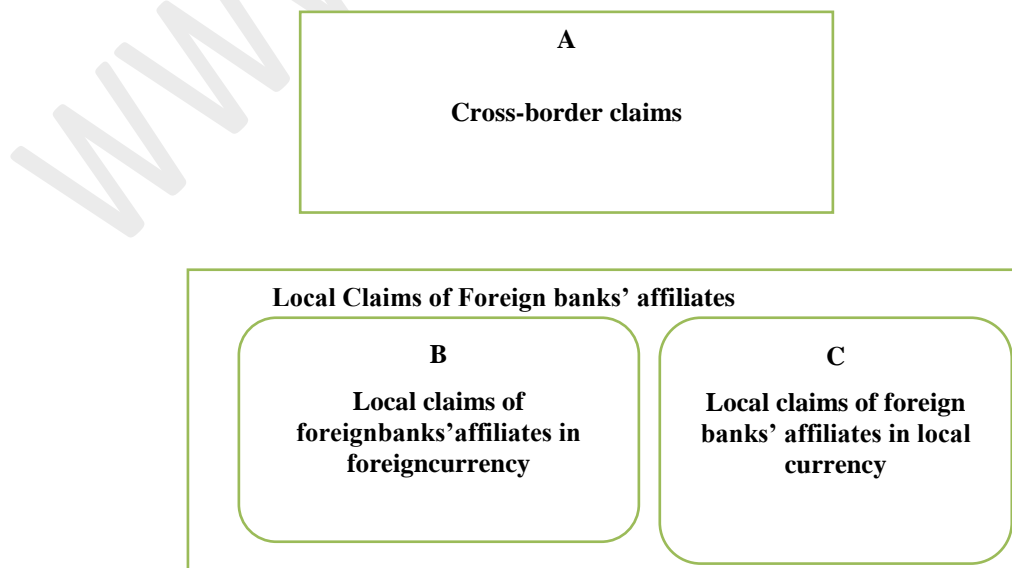 WW
A
Cross-border claims
Local Claims of Foreign banks’ affiliates
B
Local claims of
foreignbanks’affiliates in
foreigncurrency
C
Local claims of foreign
banks’ affiliates in local
currency